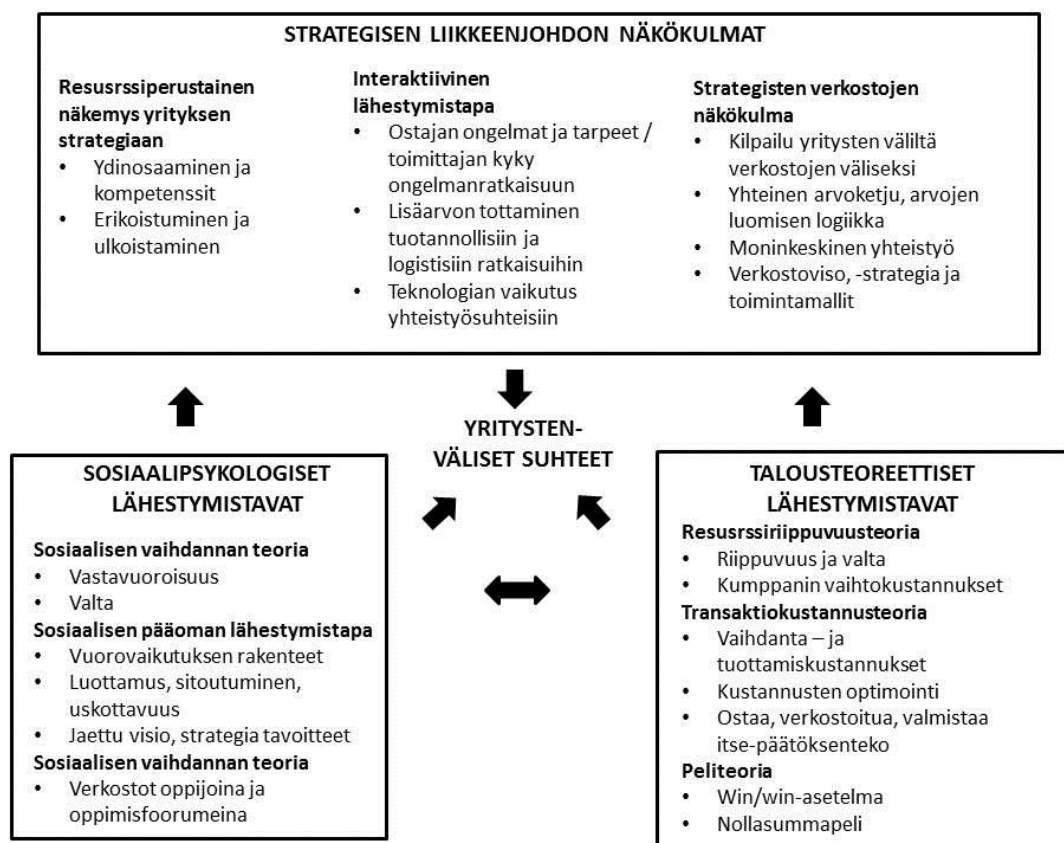 STRATEGISEN LIIKKEENJOHDON NÄKÖKULMAT
Resusrssiperustainen
näkemys yrityksen
strategiaan
• Ydinosaaminen ja
kompetenssit
• Erikoistuminen ja
ulkoistaminen
Interaktiivinen
lähestymistapa
• Ostajan ongelmat ja tarpeet /
toimittajan kyky
ongelmanratkaisuun
• Lisäarvon tottaminen
tuotannollisiin ja
logistisiin ratkaisuihin
• Teknologian vaikutus
yhteistyösuhteisiin
Strategisten verkostojen
näkökulma
• Kilpailu yritysten väliltä
verkostojen väliseksi
• Yhteinen arvoketju, arvojen
luomisen logiikka
• Moninkeskinen yhteistyö
• Verkostoviso, -strategia ja
toimintamallit
YRITYSTEN-
VÄLISET SUHTEET
SOSIAALIPSYKOLOGISET
LÄHESTYMISTAVAT
Sosiaalisen vaihdannan teoria
• Vastavuoroisuus
• Valta
Sosiaalisen pääoman lähestymistapa
• Vuorovaikutuksen rakenteet
• Luottamus, sitoutuminen,
uskottavuus
• Jaettu visio, strategia tavoitteet
Sosiaalisen vaihdannan teoria
• Verkostot oppijoina ja
oppimisfoorumeina
TALOUSTEOREETTISET
LÄHESTYMISTAVAT
Resusrssiriippuvuusteoria
• Riippuvuus ja valta
• Kumppanin vaihtokustannukset
Transaktiokustannusteoria
• Vaihdanta – ja
tuottamiskustannukset
• Kustannusten optimointi
• Ostaa, verkostoitua, valmistaa
itse-päätöksenteko
Peliteoria
• Win/win-asetelma
• Nollasummapeli